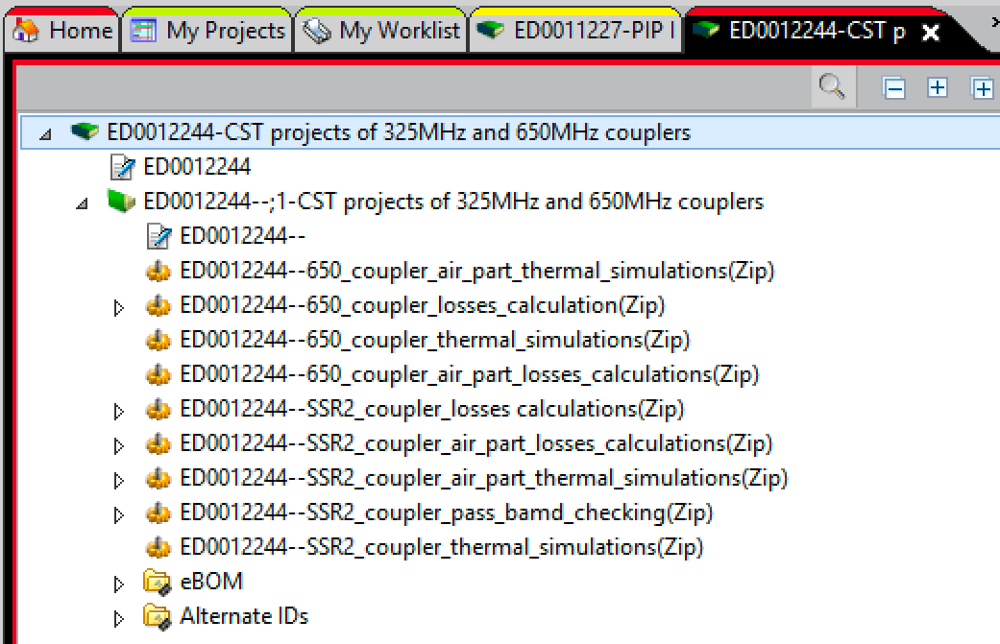 Home My Projects My Worklist ED0011227-PIP I ED0012244-CST p
ED0012244-CST projects of 325MHz and 650MHz couplers
ED0012244
ED0012244--;1-CST projects of 325MHz and 650MHz couplers
ED0012244--
ED0012244--650_coupler_air_part_thermal_simulations(Zip)
ED0012244--650_coupler_losses_calculation(Zip)
ED0012244--650_coupler_thermal_simulations(Zip)
ED0012244--650_coupler_air_part_losses_calculations(Zip)
ED0012244--SSR2_coupler_losses calculations(Zip)
ED0012244--SSR2_coupler_air_part_losses_calculations(Zip)
ED0012244--SSR2_coupler_air_part_thermal_simulations(Zip)
ED0012244--SSR2_coupler_pass_bamd_checking(Zip)
ED0012244--SSR2_coupler_thermal_simulations(Zip)
eBOM
Alternate IDs